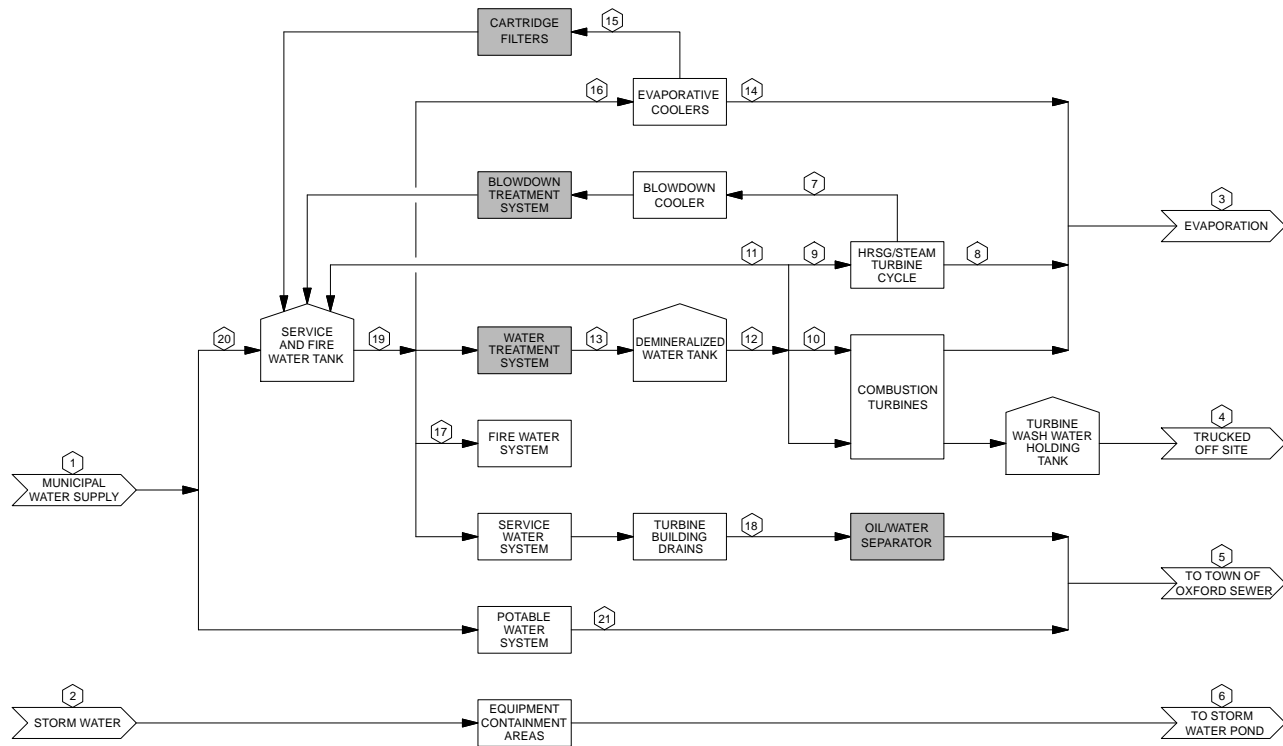 15
CARTRIDGE
FILTERS
16
EVAPORATIVE
COOLERS
14
BLOWDOWN
TREATMENT
SYSTEM
BLOWDOWN
COOLER
7
3
EVAPORATION
11
9
HRSG/STEAM
TURBINE
CYCLE
8
20
SERVICE
AND FIRE
WATER TANK
19
WATER
TREATMENT
SYSTEM
13
DEMINERALIZED
WATER TANK
12
10
COMBUSTION
TURBINES
17
FIRE WATER
SYSTEM
TURBINE
WASH WATER
HOLDING
TANK
4
TRUCKED
OFF SITE
1
MUNICIPAL
WATER SUPPLY
SERVICE
WATER
SYSTEM
TURBINE
BUILDING
DRAINS
18
OIL/WATER
SEPARATOR
5
TO TOWN OF
OXFORD SEWER
POTABLE
WATER
SYSTEM
21
2
STORM WATER
EQUIPMENT
CONTAINMENT
AREAS
6
TO STORM
WATER POND